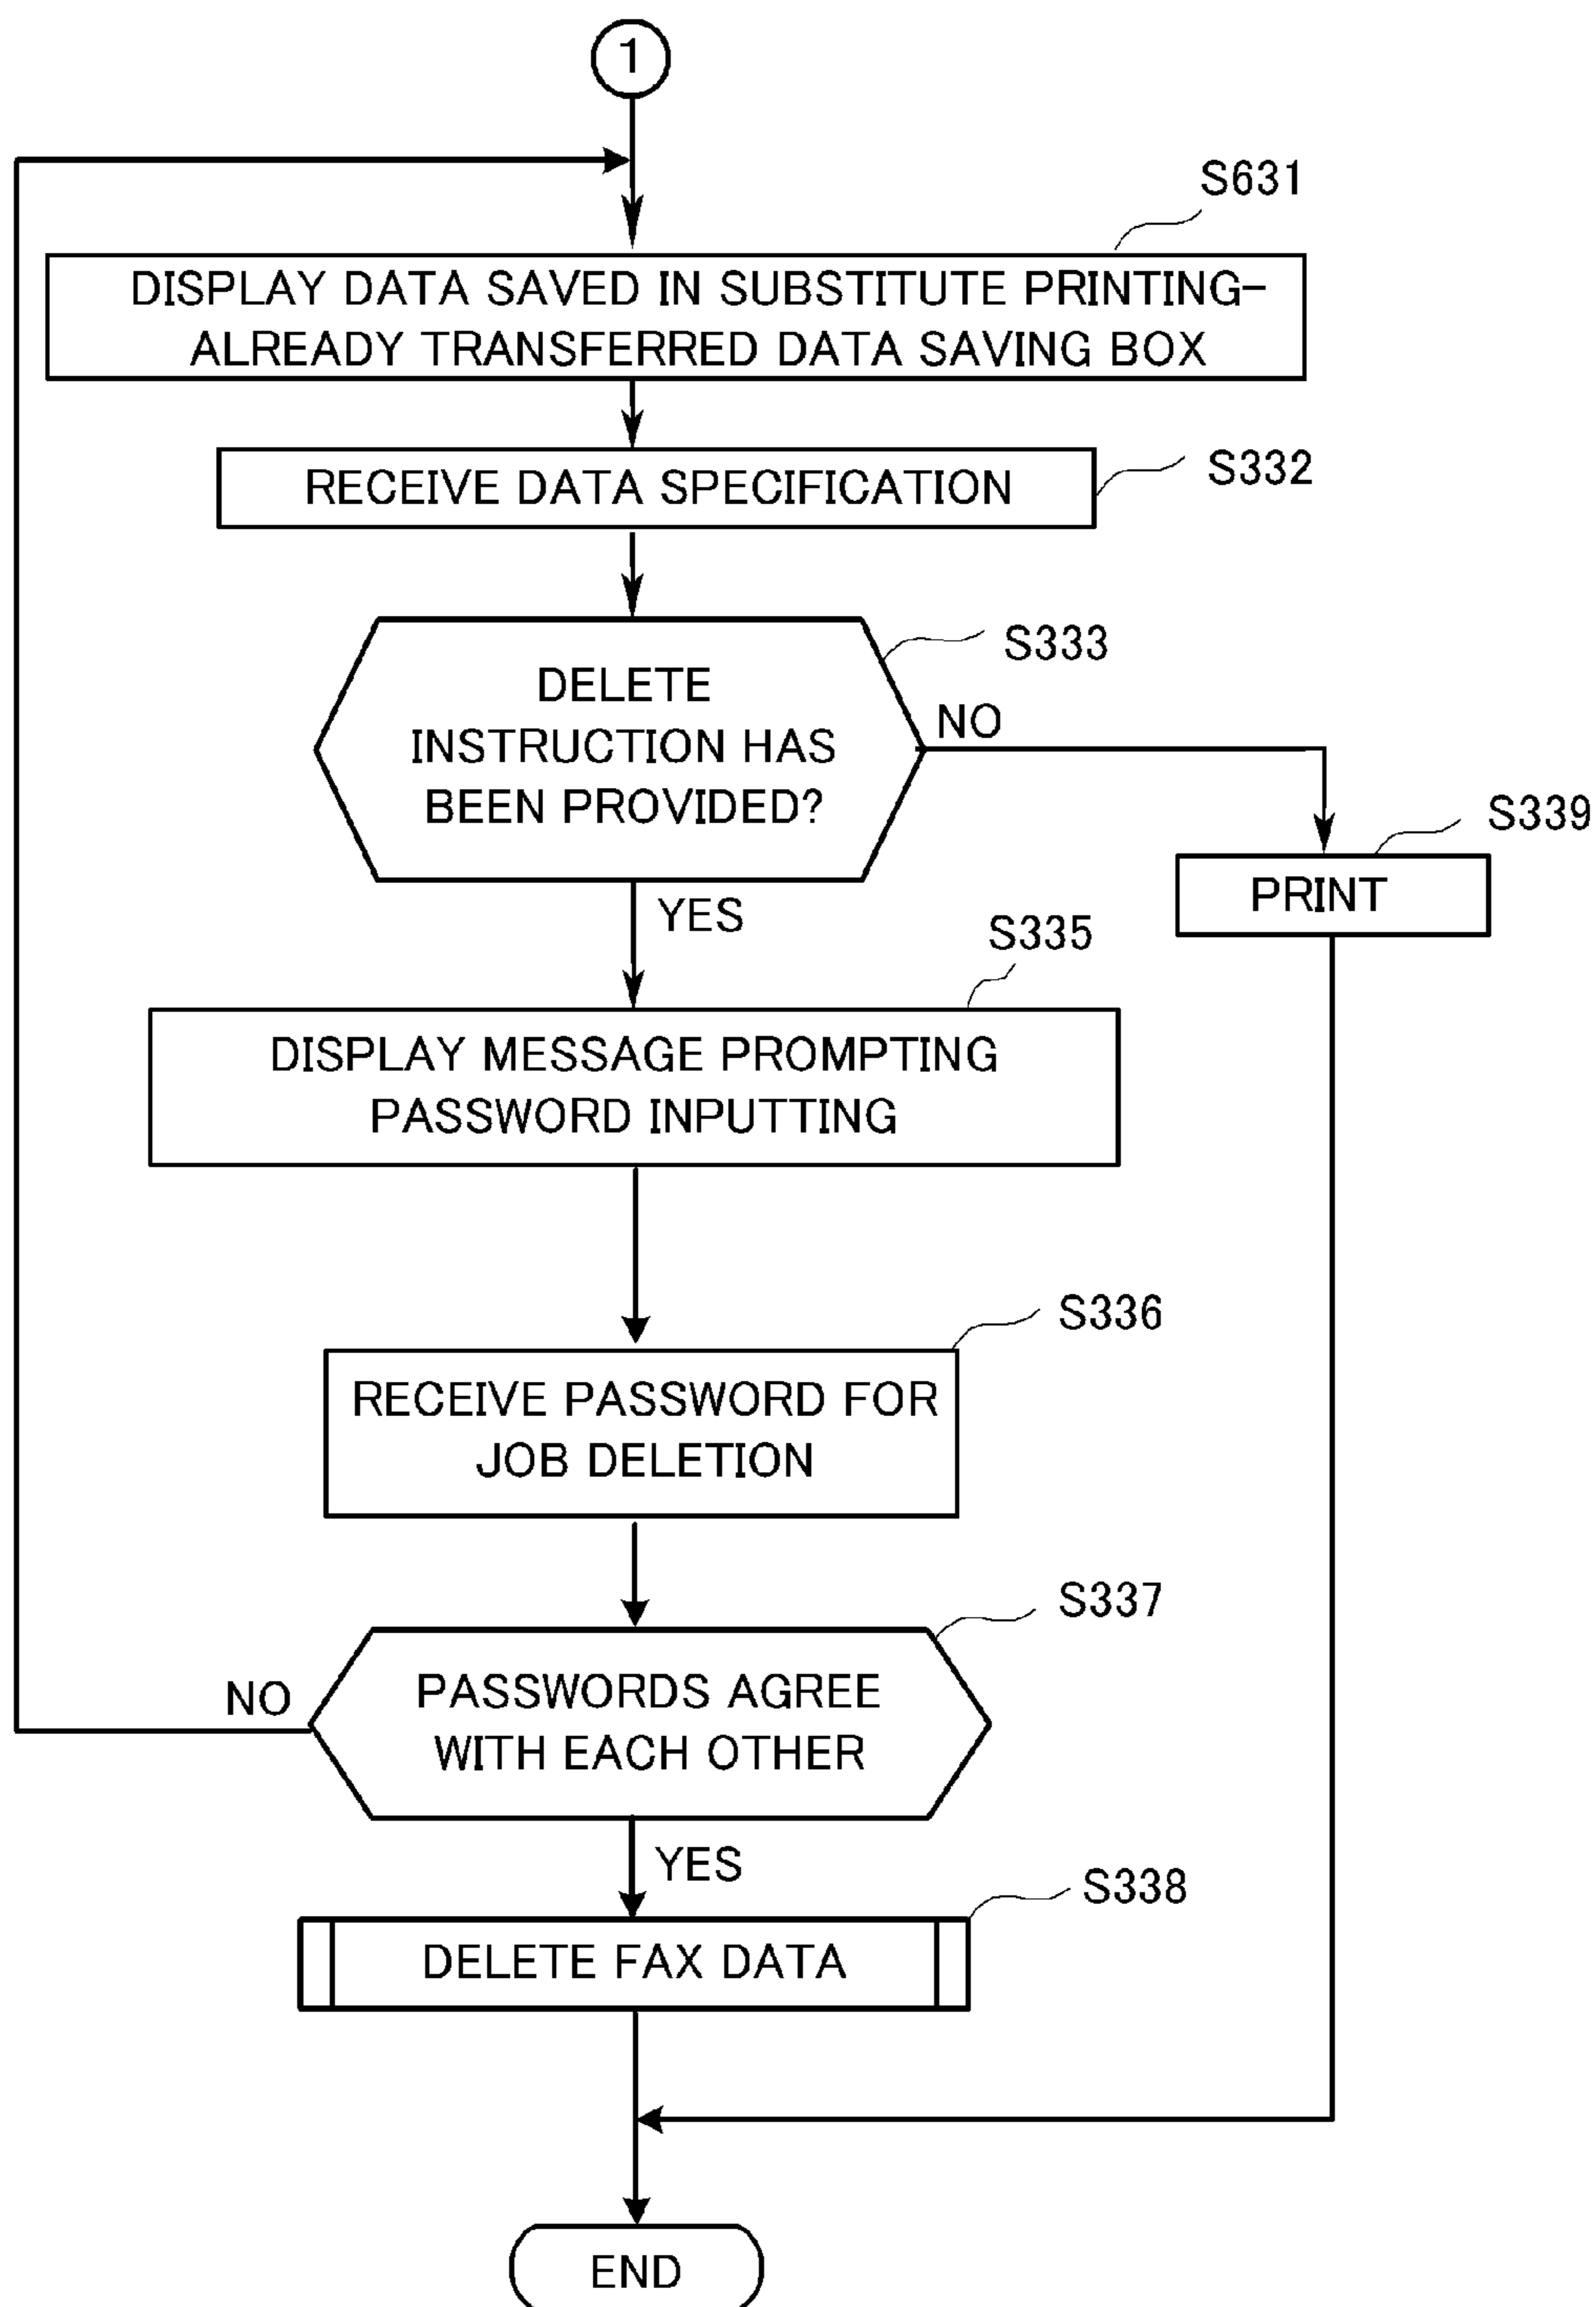 1
S631
DISPLAY DATA SAVED IN SUBSTITUTE PRINTING-
ALREADY TRANSFERRED DATA SAVING BOX
RECEIVE DATA SPECIFICATION
S332
S333
DELETE
INSTRUCTION HAS
BEEN PROVIDED?
NO
S339
PRINT
YES
S335
DISPLAY MESSAGE PROMPTING
PASSWORD INPUTTING
S336
RECEIVE PASSWORD FOR
JOB DELETION
S337
PASSWORDS AGREE
WITH EACH OTHER
NO
YES
S338
DELETE FAX DATA
END